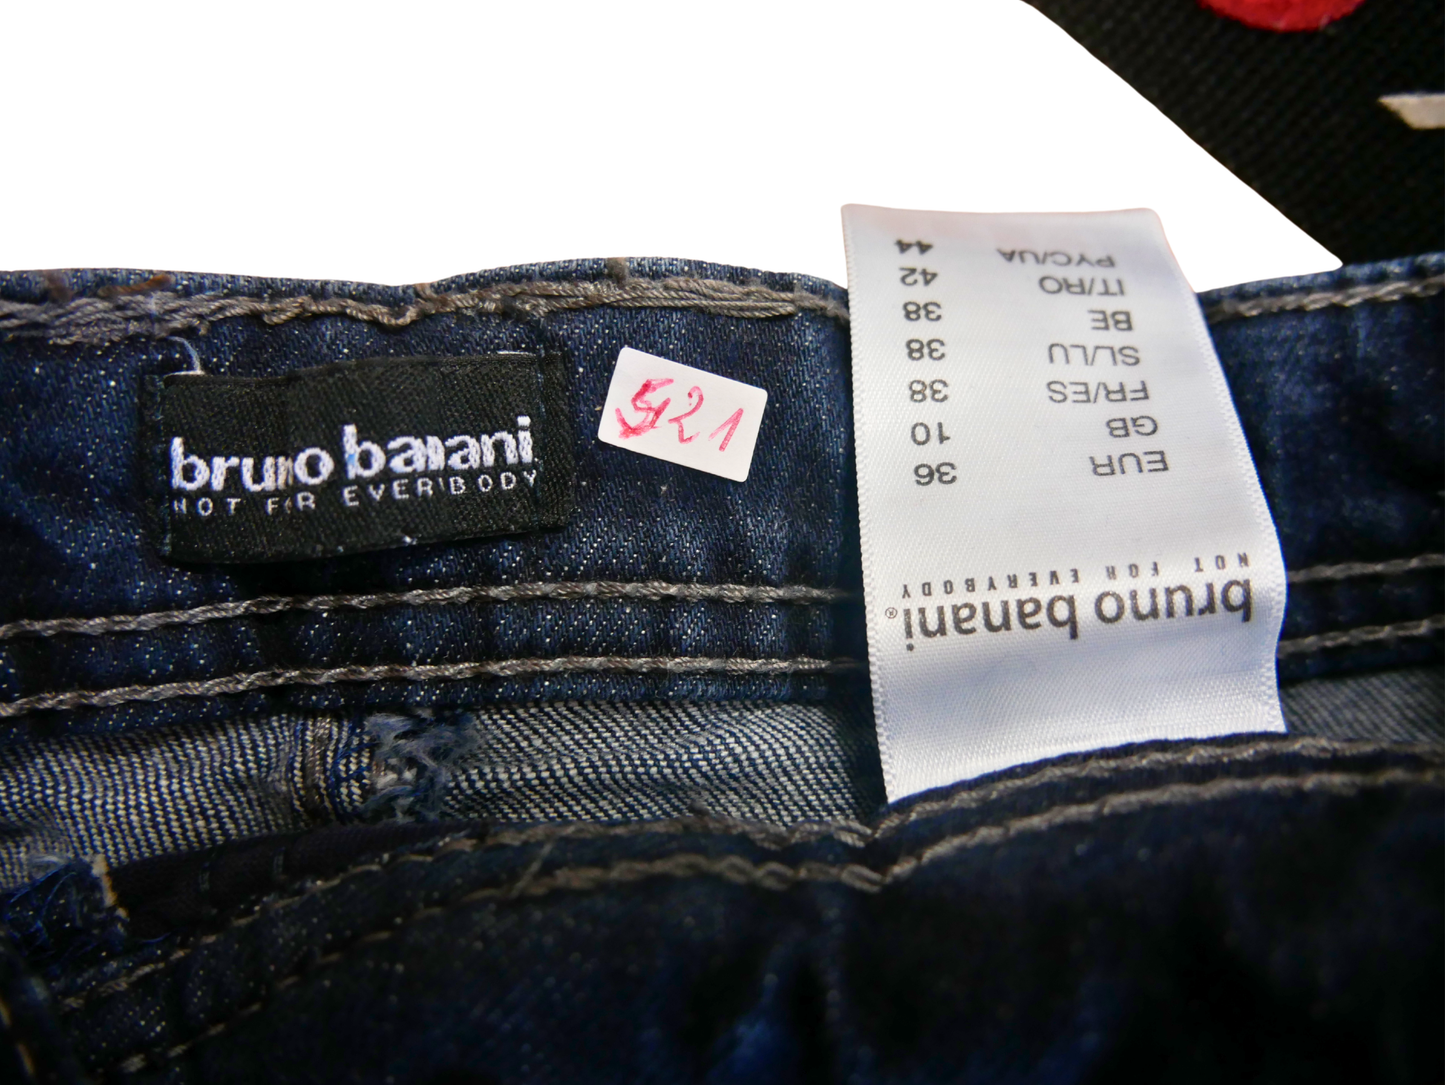 bruno banani
NOT FOR EVERYBODY
521
bruno banani®
NOT FOR EVERYBODY
EUR 36
GB 10
FR/ES 38
SL/LU 38
BE 38
IT/RO 42
PYC/UA 44